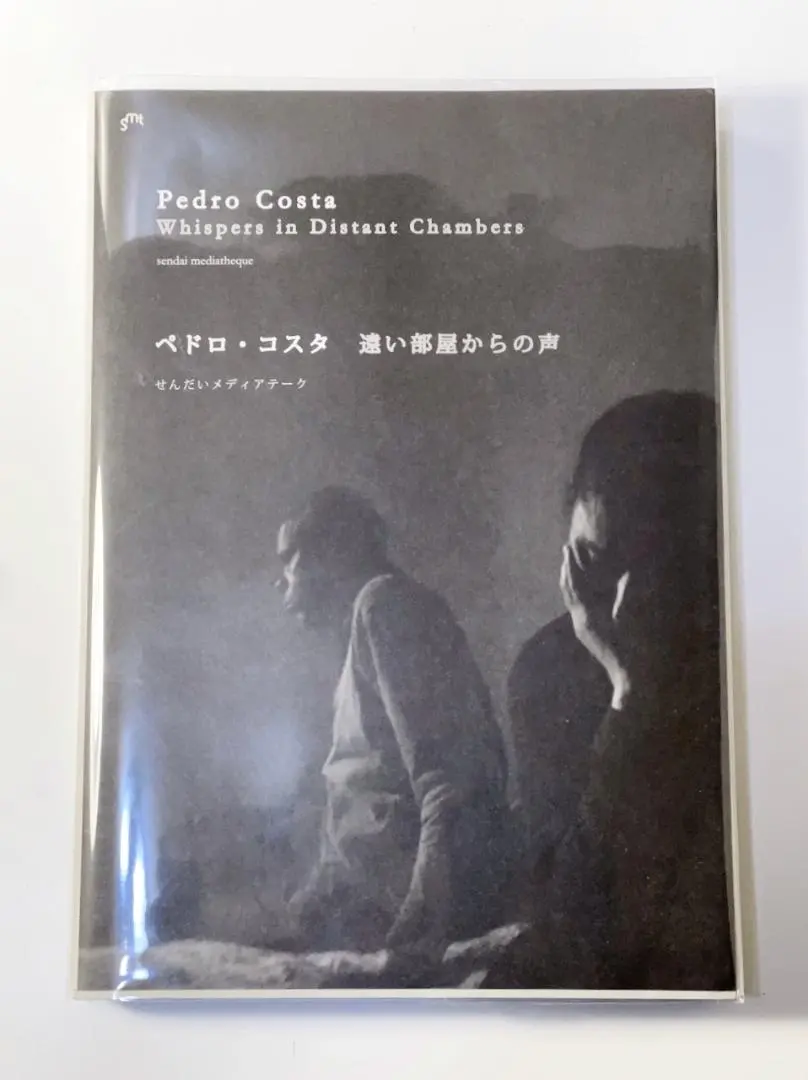 smt
Pedro Costa
Whispers in Distant Chambers
sendai mediatheque
ペドロ・コスタ 遠い部屋からの声
せんだいメディアテーク